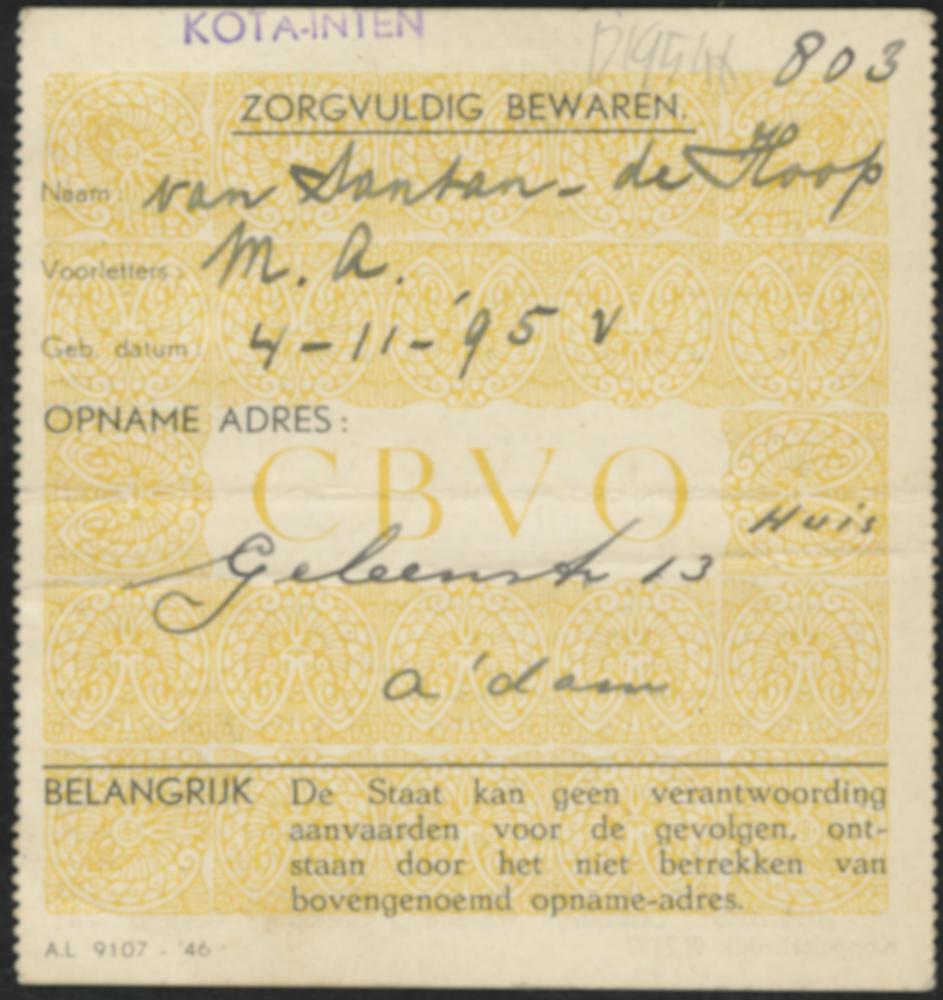 KOTA-INTEN
803
ZORGVULDIG BEWAREN.
Naam: van Santan - de Hoop
Voorletters: M. A.
Geb. datum: 4-11-'95 V
OPNAME ADRES:
CBVO
Huis
Geleenstr 13
a'dam
BELANGRIJK De Staat kan geen verantwoording
aanvaarden voor de gevolgen, ont-
staan door het niet betrekken van
bovengenoemd opname-adres.
A.L 9107 - '46